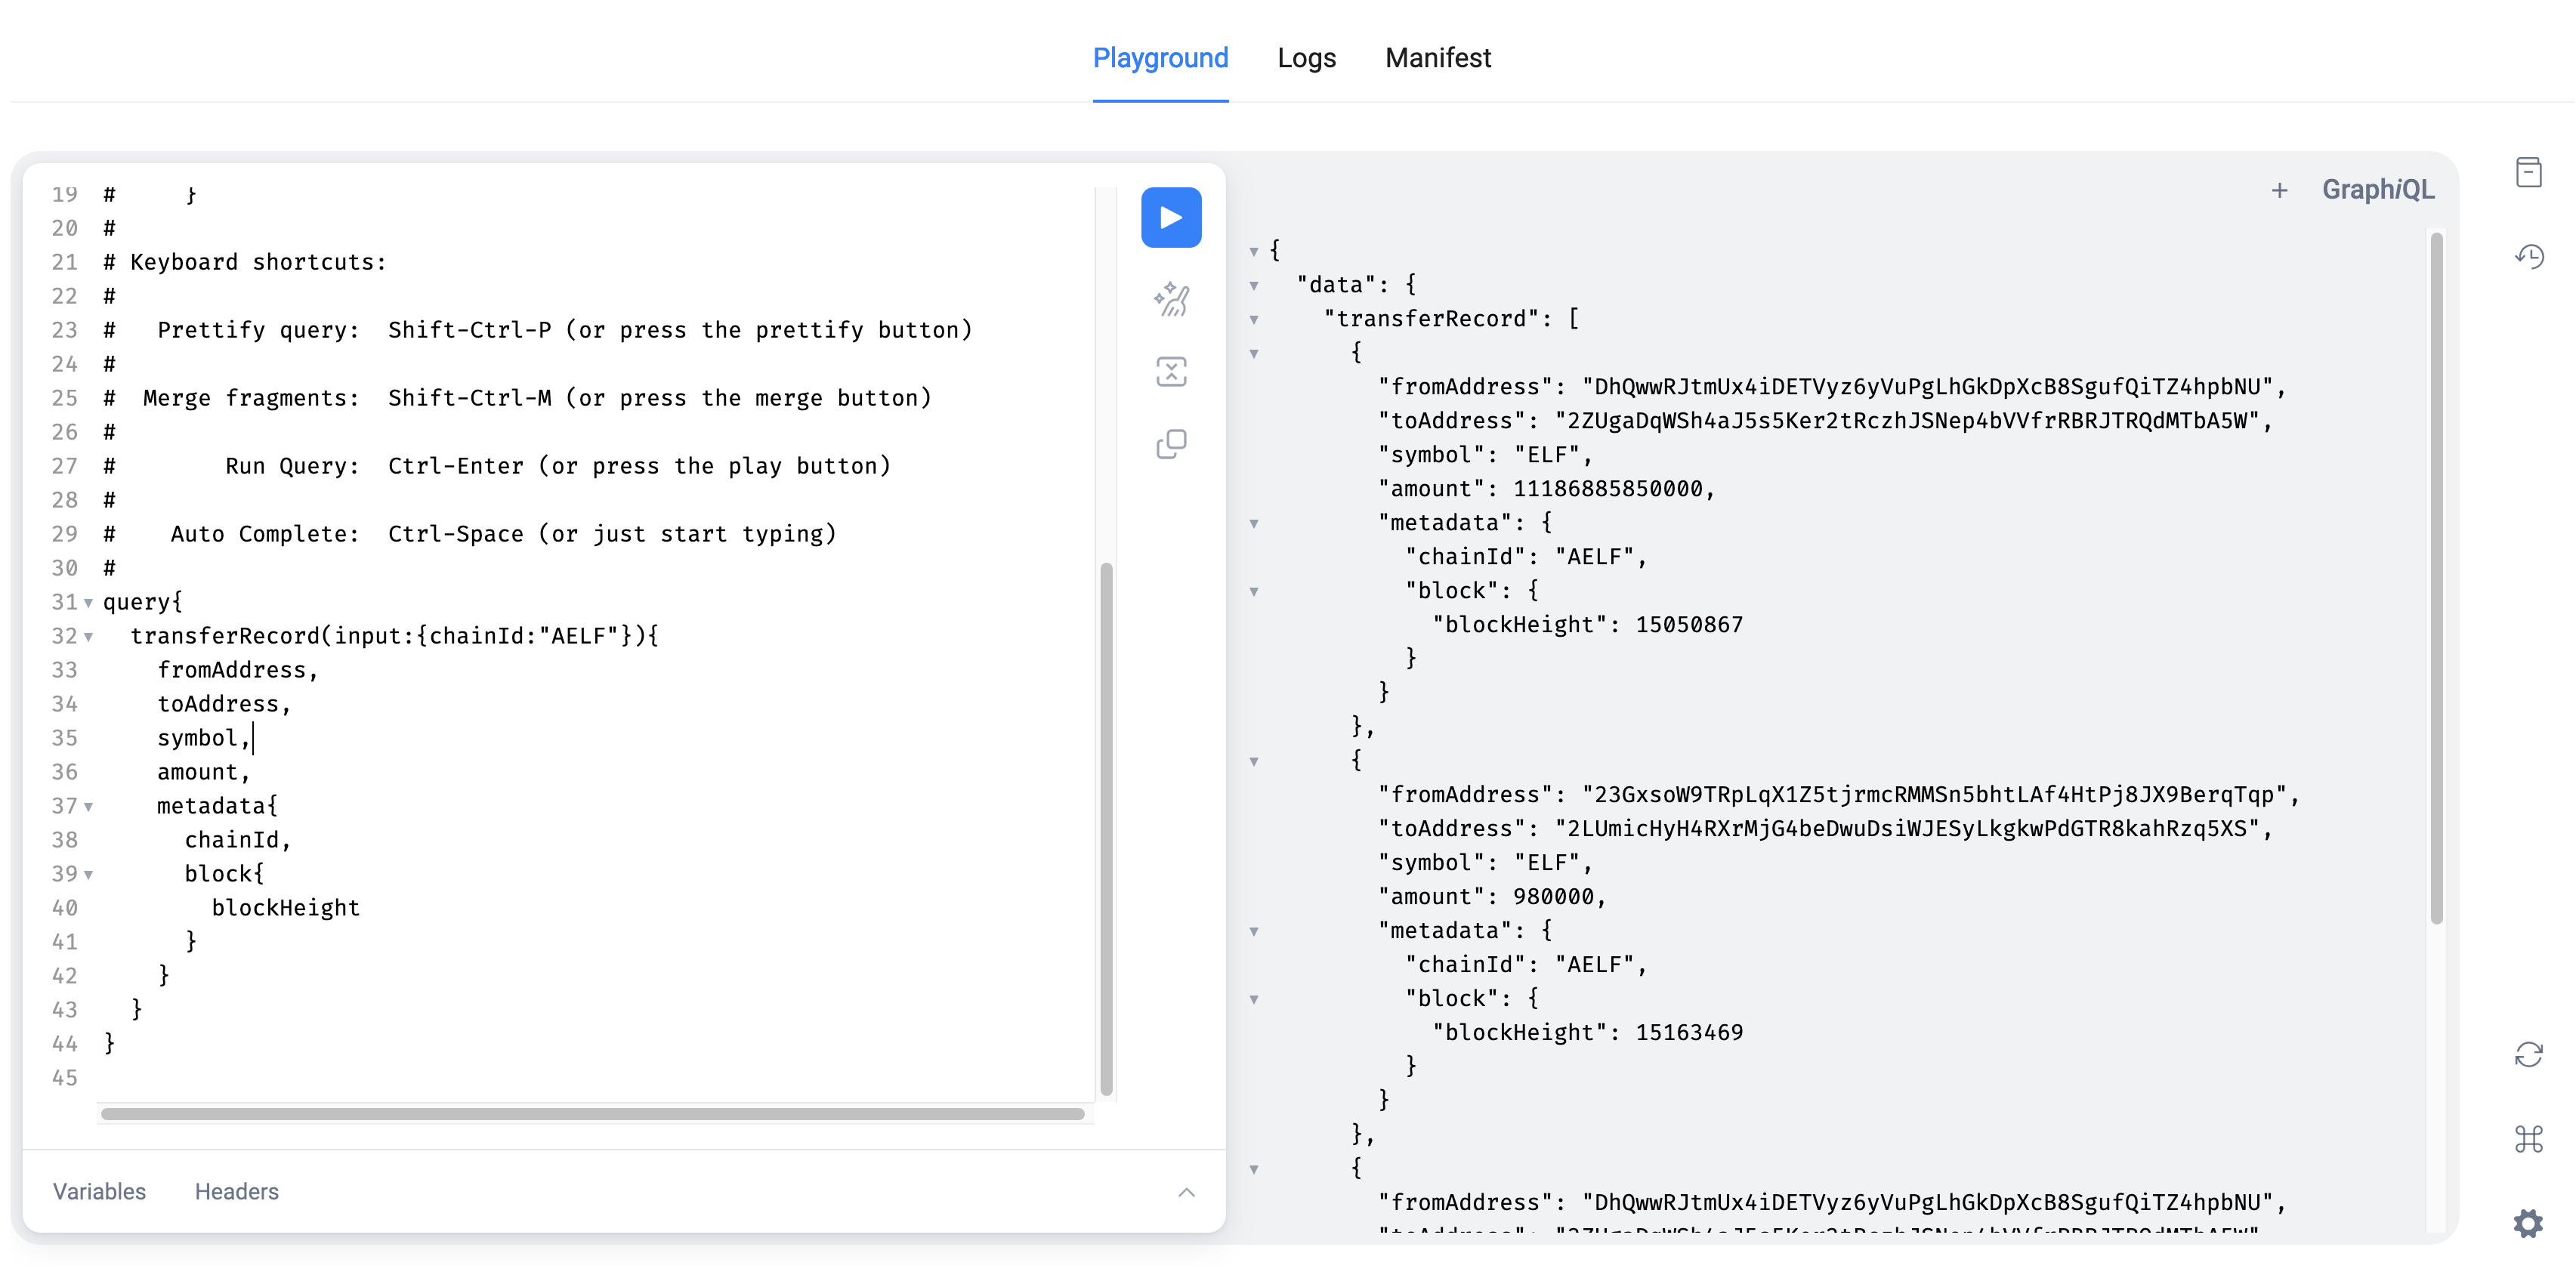 Playground Logs Manifest
19 #     }
20 #
21 # Keyboard shortcuts:
22 #
23 #   Prettify query:  Shift-Ctrl-P (or press the prettify button)
24 #
25 #  Merge fragments:  Shift-Ctrl-M (or press the merge button)
26 #
27 #        Run Query:  Ctrl-Enter (or press the play button)
28 #
29 #    Auto Complete:  Ctrl-Space (or just start typing)
30 #
31 query{
32   transferRecord(input:{chainId:"AELF"}){
33     fromAddress,
34     toAddress,
35     symbol,
36     amount,
37     metadata{
38       chainId,
39       block{
40         blockHeight
41       }
42     }
43   }
44 }
45
Variables Headers
+ GraphiQL
{
  "data": {
    "transferRecord": [
      {
        "fromAddress": "DhQwwRJtmUx4iDETVyz6yVuPgLhGkDpXcB8SgufQiTZ4hpbNU",
        "toAddress": "2ZUgaDqWSh4aJ5s5Ker2tRczhJSNep4bVVfrRBRJTRQdMTbA5W",
        "symbol": "ELF",
        "amount": 11186885850000,
        "metadata": {
          "chainId": "AELF",
          "block": {
            "blockHeight": 15050867
          }
        }
      },
      {
        "fromAddress": "23GxsoW9TRpLqX1Z5tjrmcRMMSn5bhtLAf4HtPj8JX9BerqTqp",
        "toAddress": "2LUmicHyH4RXrMjG4beDwuDsiWJESyLkgkwPdGTR8kahRzq5XS",
        "symbol": "ELF",
        "amount": 980000,
        "metadata": {
          "chainId": "AELF",
          "block": {
            "blockHeight": 15163469
          }
        }
      },
      {
        "fromAddress": "DhQwwRJtmUx4iDETVyz6yVuPgLhGkDpXcB8SgufQiTZ4hpbNU",